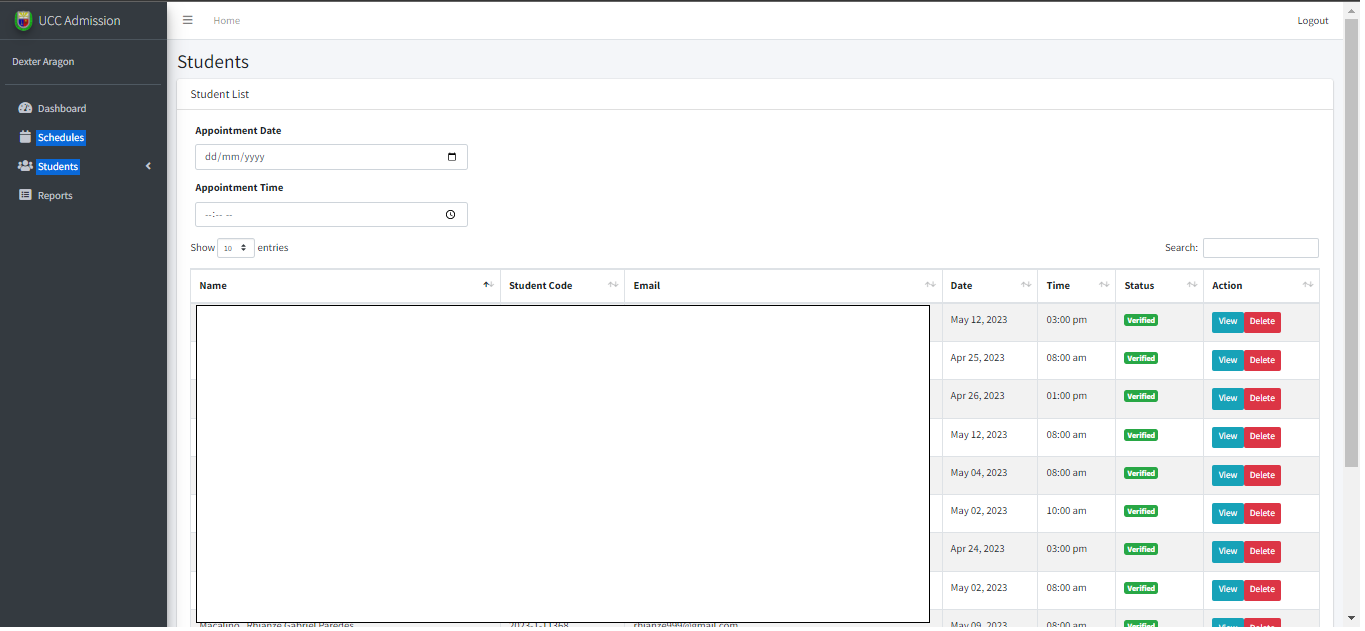 UCC Admission
Home
Logout
Dexter Aragon
Dashboard
Schedules
Students
Reports
Students
Student List
Appointment Date
dd/mm/yyyy
Appointment Time
--:-- --
Show 10 entries
Search:
Name Student Code Email Date Time Status Action
May 12, 2023 03:00 pm Verified View Delete
Apr 25, 2023 08:00 am Verified View Delete
Apr 26, 2023 01:00 pm Verified View Delete
May 12, 2023 08:00 am Verified View Delete
May 04, 2023 08:00 am Verified View Delete
May 02, 2023 10:00 am Verified View Delete
Apr 24, 2023 03:00 pm Verified View Delete
May 02, 2023 08:00 am Verified View Delete
Macalino, Rhianze Gabriel Paredes 2023-1-11368 rhianze999@gmail.com May 09, 2023 08:00 am Verified View Delete